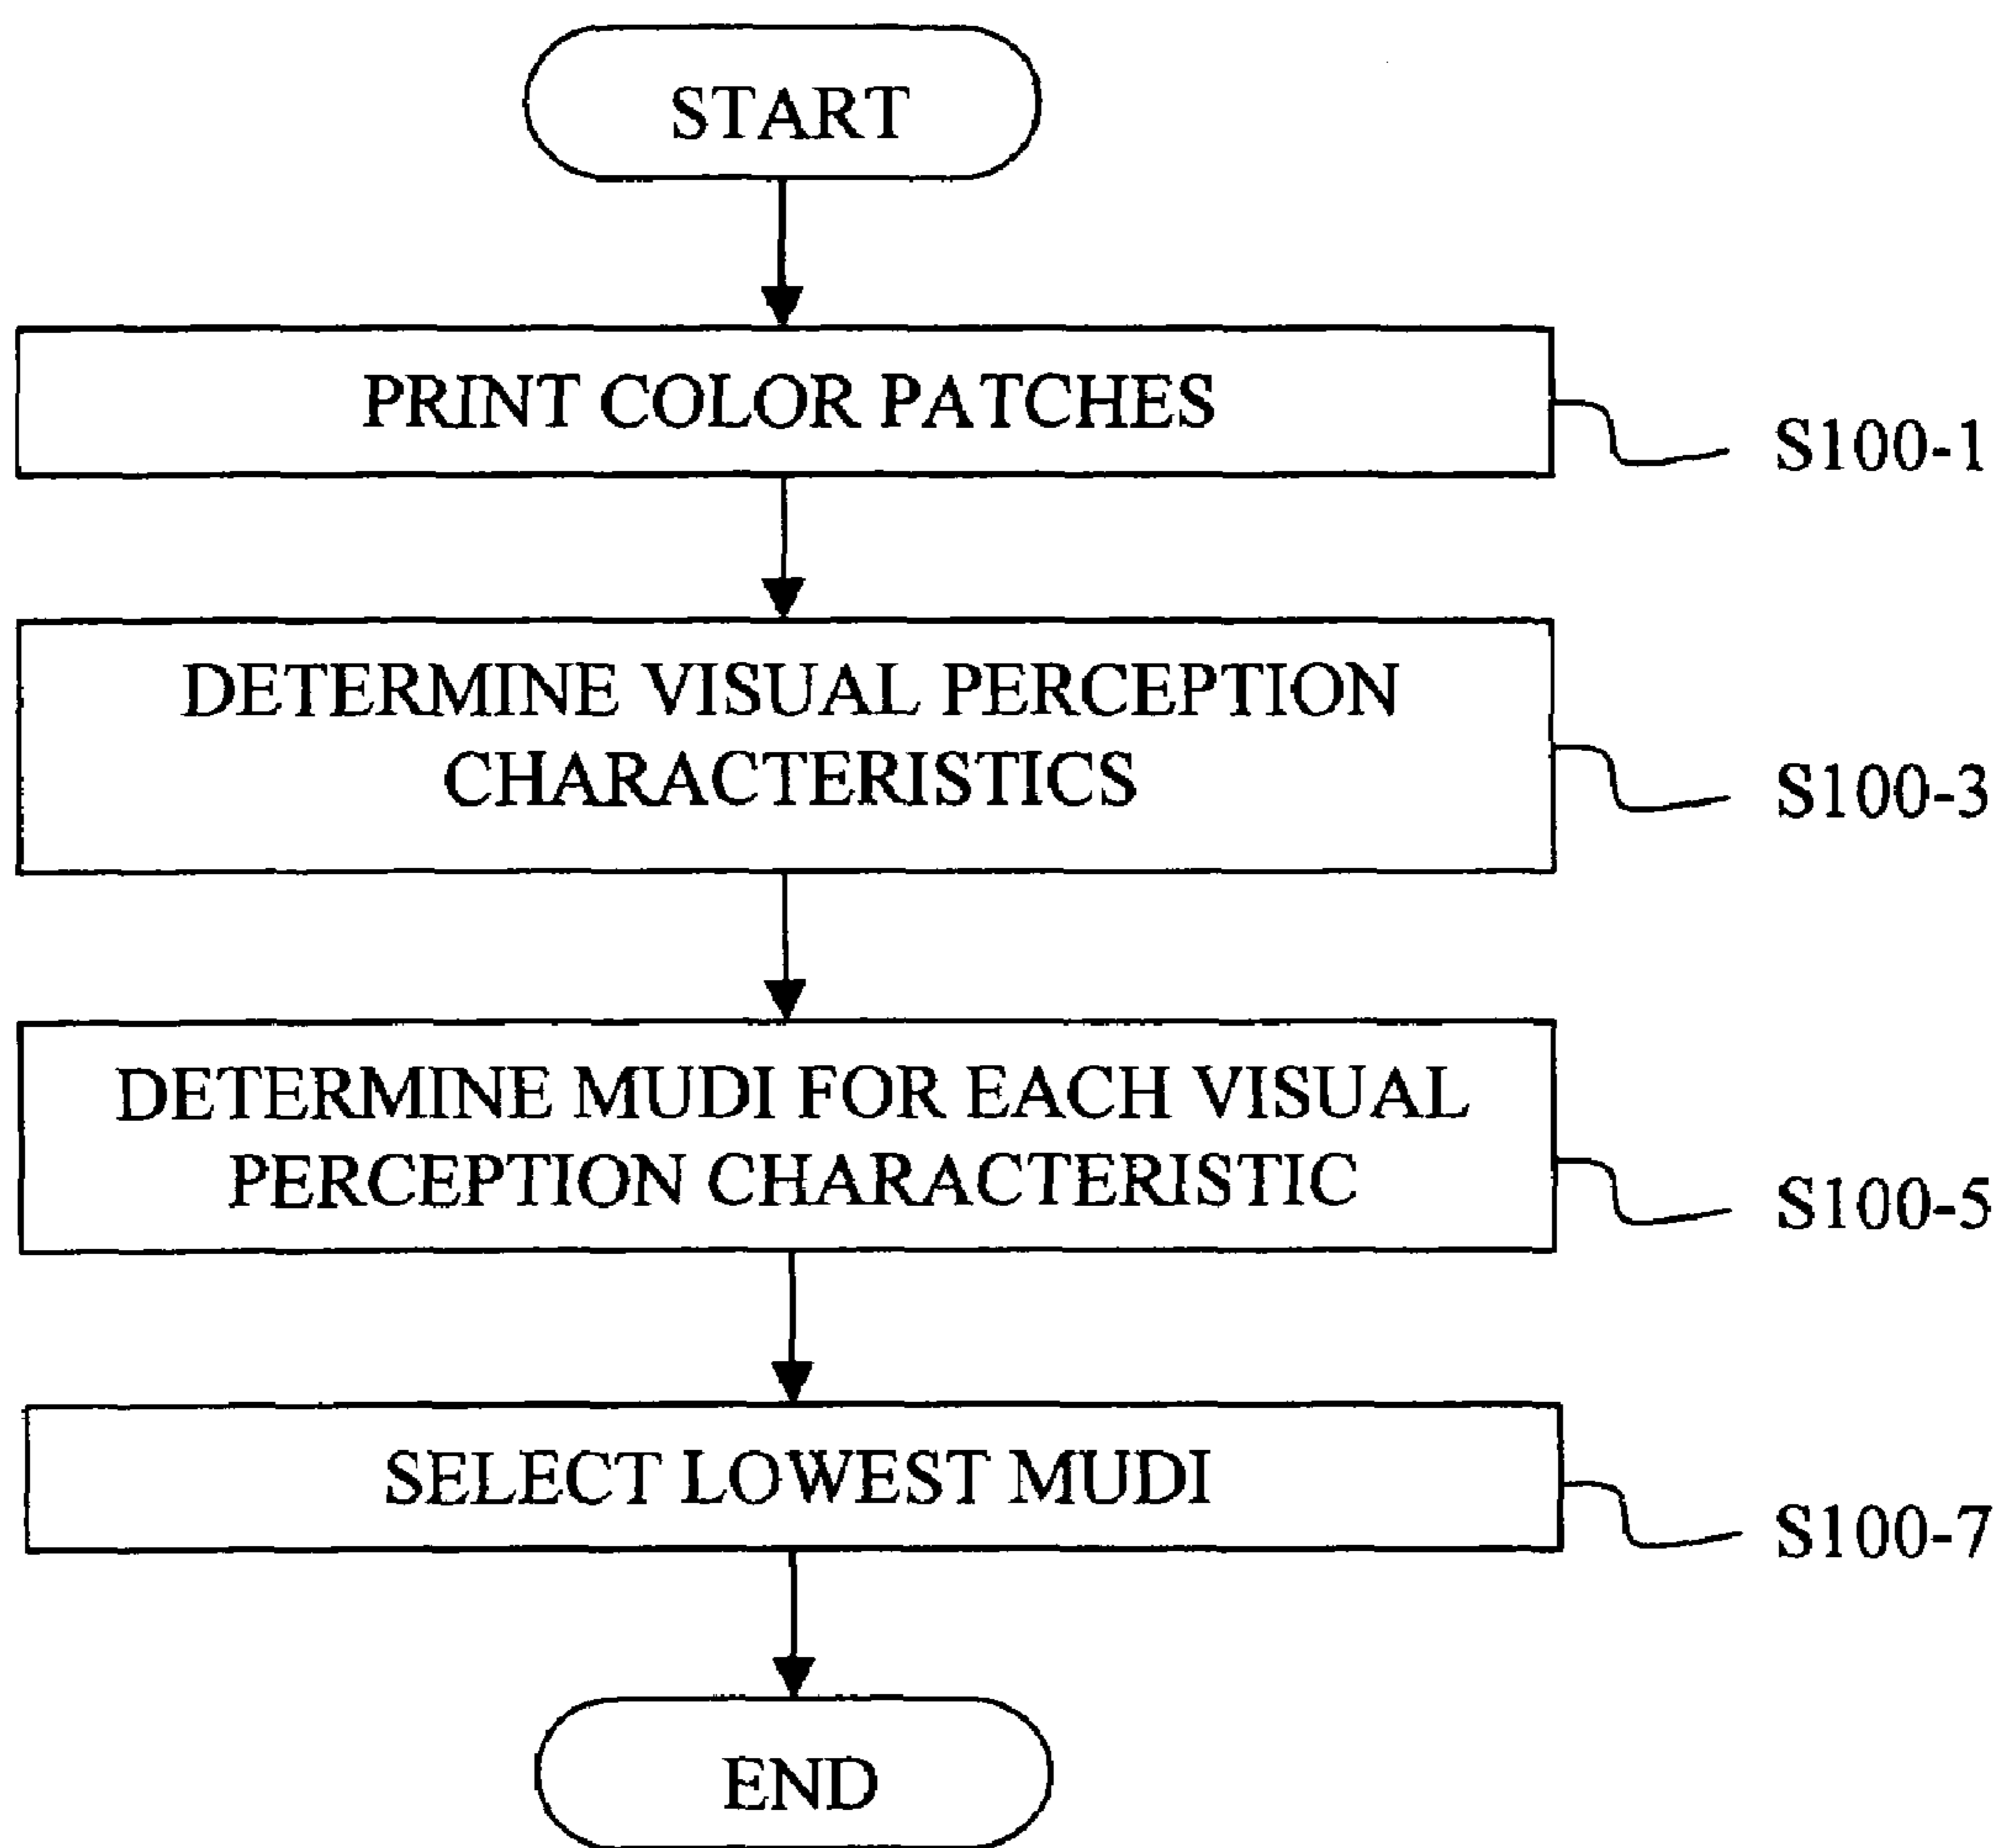 START
PRINT COLOR PATCHES
S100-1
DETERMINE VISUAL PERCEPTION
CHARACTERISTICS
S100-3
DETERMINE MUDI FOR EACH VISUAL
PERCEPTION CHARACTERISTIC
S100-5
SELECT LOWEST MUDI
S100-7
END